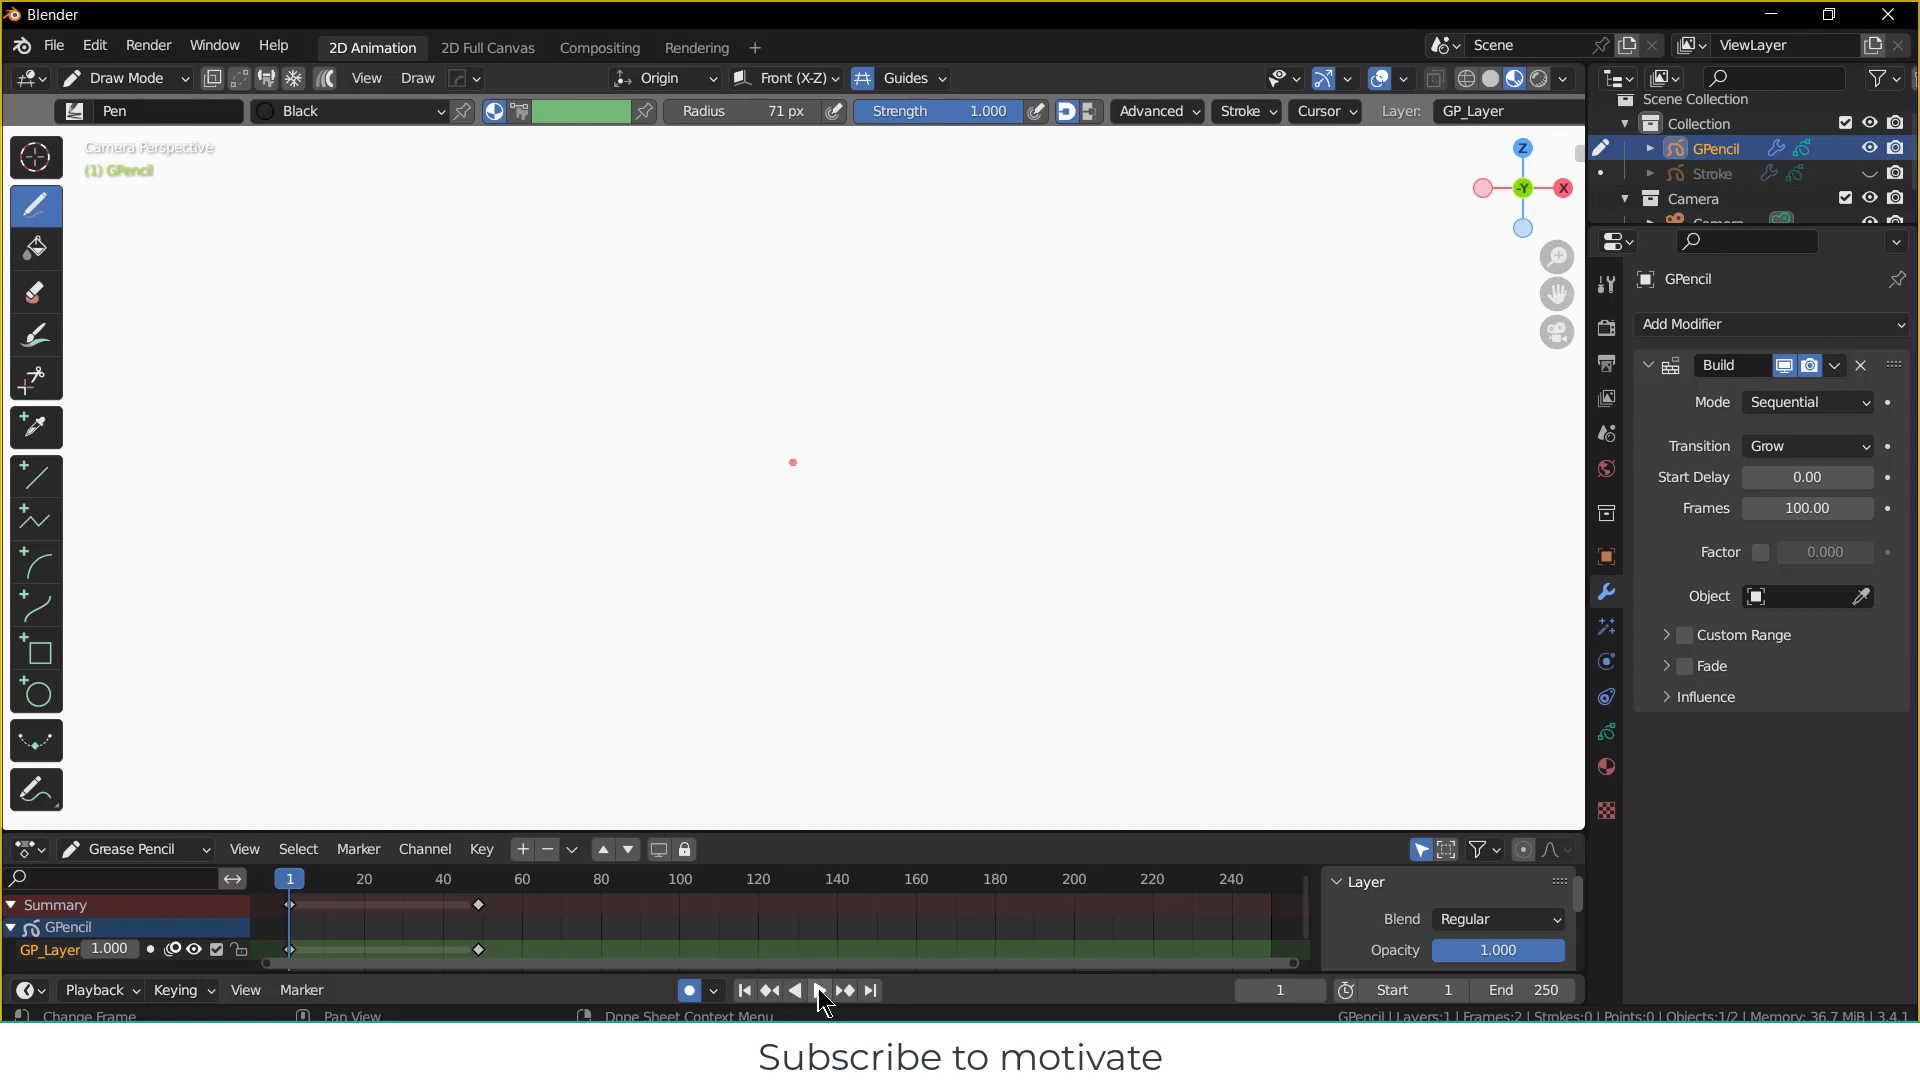 Blender
File Edit Render Window Help 2D Animation 2D Full Canvas Compositing Rendering + Scene ViewLayer
Draw Mode View Draw Origin Front (X-Z) Guides
Pen Black Radius 71 px Strength 1.000 Advanced Stroke Cursor Layer: GP_Layer
Scene Collection
Collection
GPencil
Stroke
Camera
Camera
Camera Perspective
(1) GPencil
Z
-Y
X
GPencil
Add Modifier
Build
Mode Sequential
Transition Grow
Start Delay 0.00
Frames 100.00
Factor 0.000
Object
Custom Range
Fade
Influence
Grease Pencil View Select Marker Channel Key
1 20 40 60 80 100 120 140 160 180 200 220 240
Summary
GPencil
GP_Layer 1.000
Layer
Blend Regular
Opacity 1.000
Playback Keying View Marker 1 Start 1 End 250
Change Frame Pan View Dope Sheet Context Menu GPencil | Layers:1 | Frames:2 | Strokes:0 | Points:0 | Objects:1/2 | Memory: 36.7 MiB | 3.4.1
Subscribe to motivate